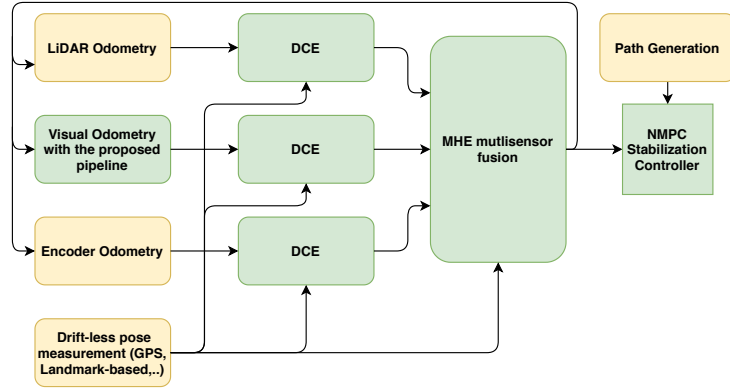 LiDAR Odometry
DCE
Path Generation
Visual Odometry
with the proposed
pipeline
DCE
MHE mutlisensor
fusion
NMPC
Stabilization
Controller
Encoder Odometry
DCE
Drift-less pose
measurement (GPS,
Landmark-based,..)